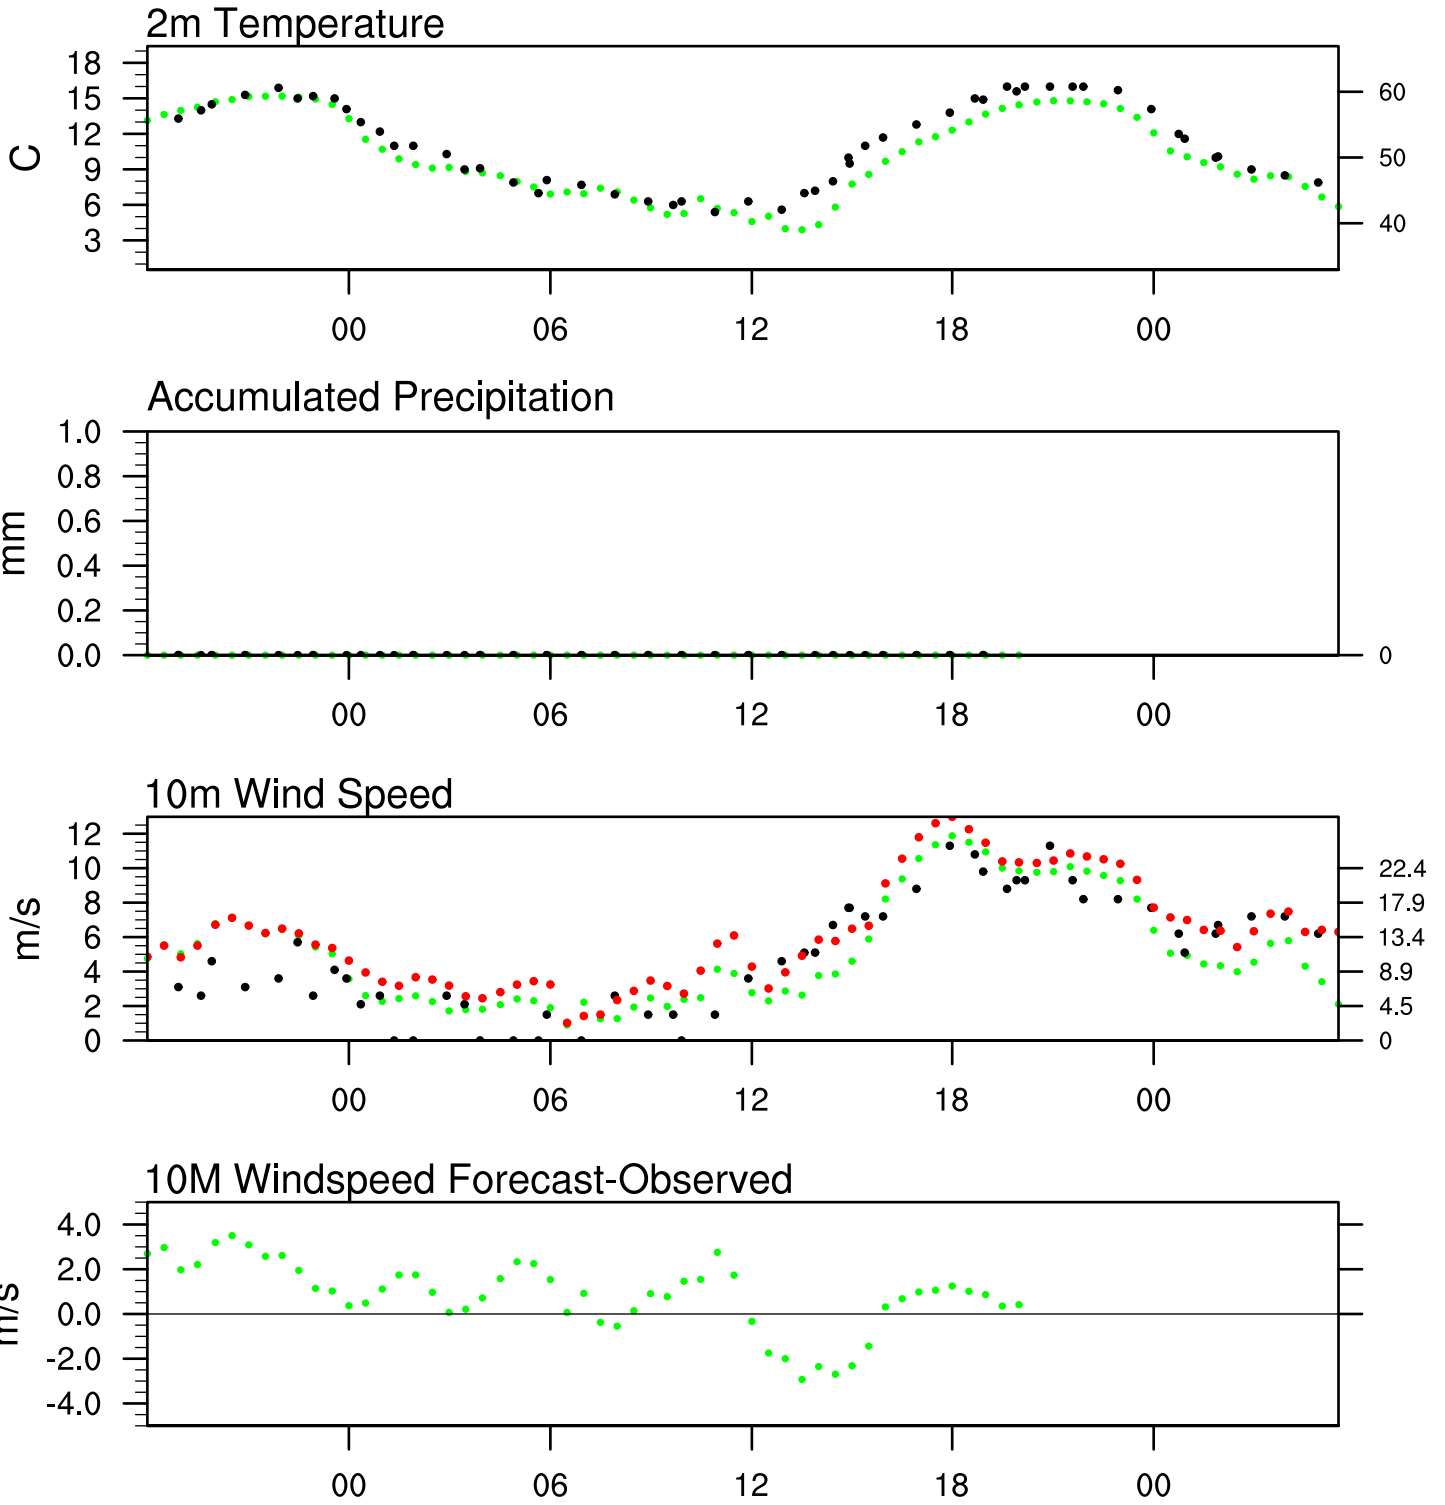 2m Temperature
18
15
12
9
6
3
C
60
50
40
00 06 12 18 00
Accumulated Precipitation
1.0
0.8
0.6
0.4
0.2
0.0
mm
0
00 06 12 18 00
10m Wind Speed
12
10
8
6
4
2
0
m/s
22.4
17.9
13.4
8.9
4.5
0
00 06 12 18 00
10M Windspeed Forecast-Observed
4.0
2.0
0.0
-2.0
-4.0
m/s
00 06 12 18 00